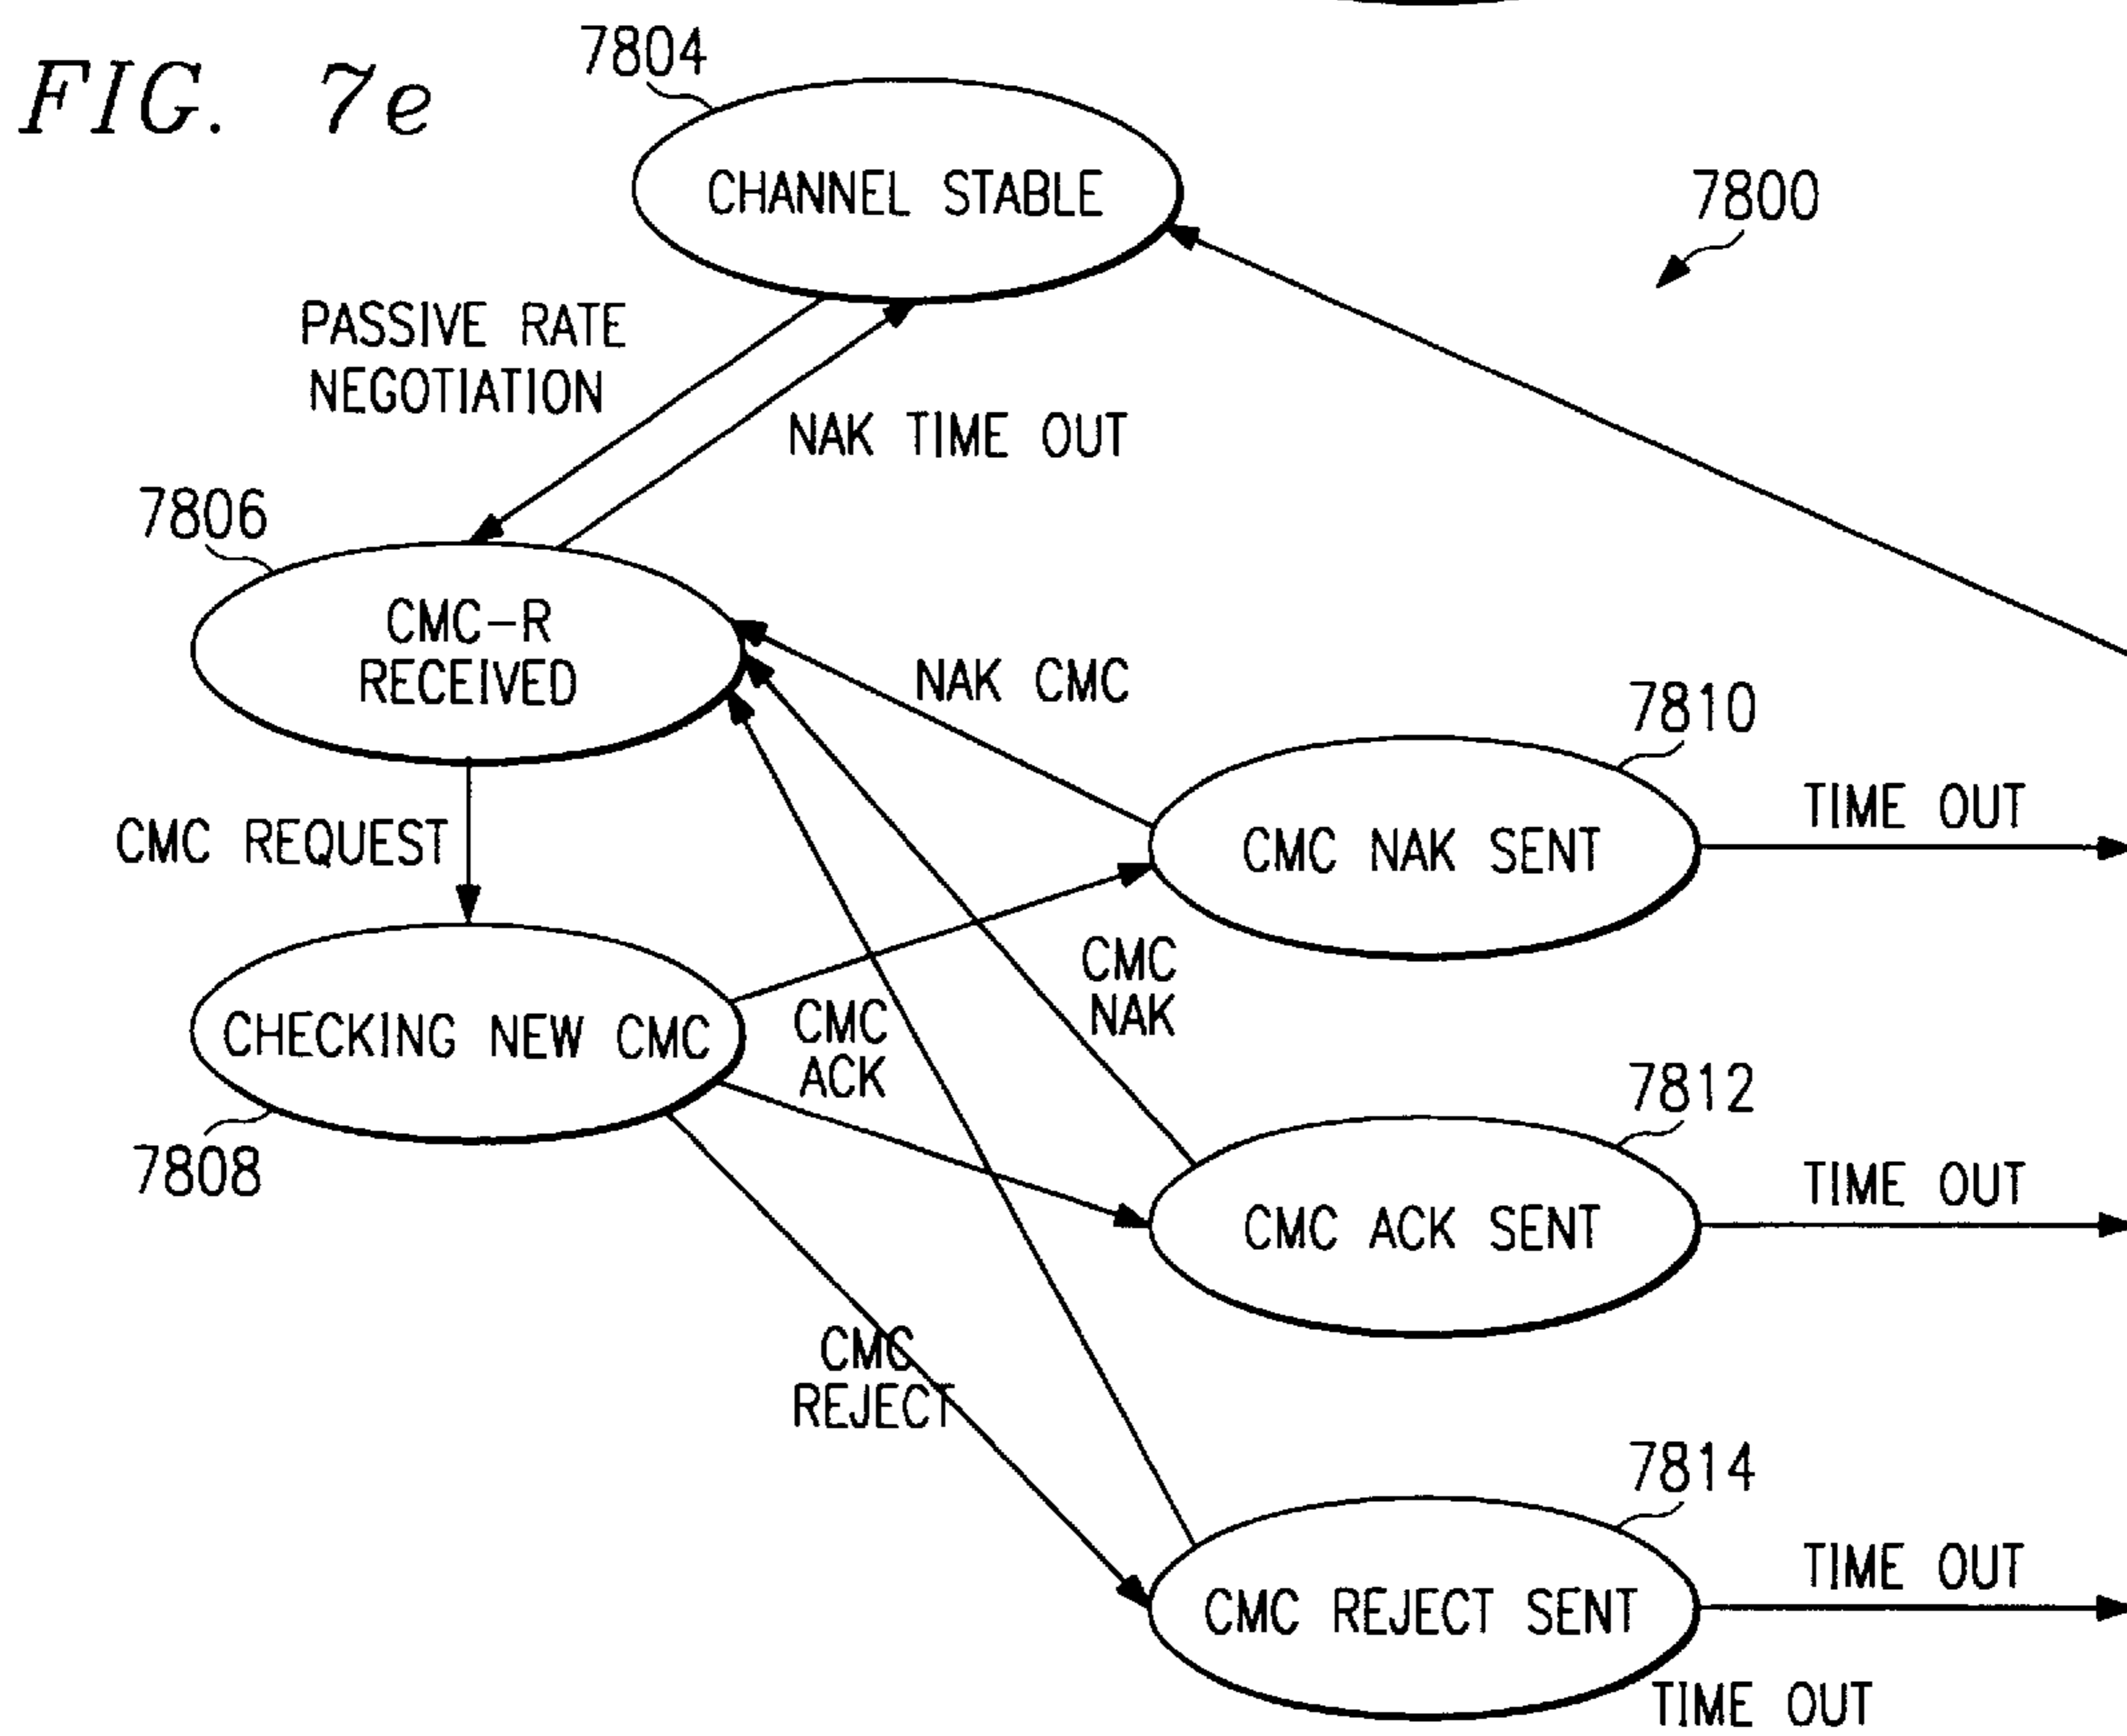 FIG. 7e
7804
CHANNEL STABLE
7800
PASSIVE RATE
NEGOTIATION
NAK TIME OUT
7806
CMC-R
RECEIVED
NAK CMC
7810
CMC REQUEST
CMC NAK SENT
TIME OUT
CMC
NAK
CMC
ACK
CHECKING NEW CMC
7808
7812
CMC ACK SENT
TIME OUT
CMC
REJECT
7814
CMC REJECT SENT
TIME OUT
TIME OUT